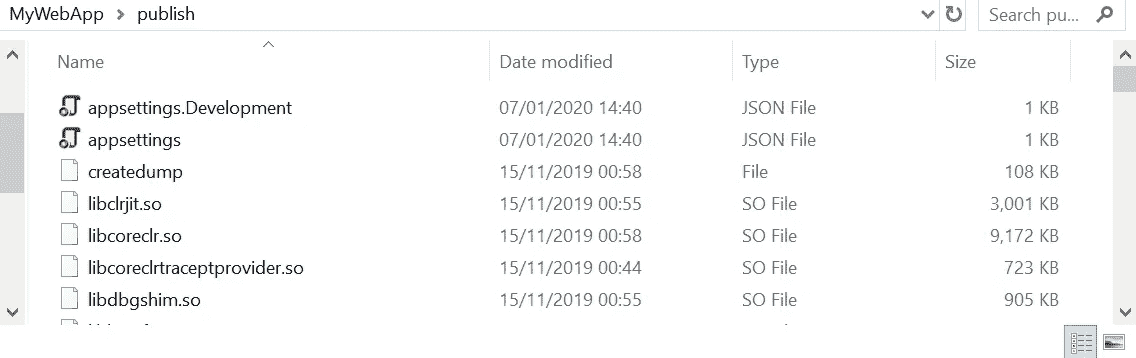 MyWebApp > publish Search pu...
Name Date modified Type Size
appsettings.Development 07/01/2020 14:40 JSON File 1 KB
appsettings 07/01/2020 14:40 JSON File 1 KB
createdump 15/11/2019 00:58 File 108 KB
libclrjit.so 15/11/2019 00:55 SO File 3,001 KB
libcoreclr.so 15/11/2019 00:58 SO File 9,172 KB
libcoreclrtraceptprovider.so 15/11/2019 00:44 SO File 723 KB
libdbgshim.so 15/11/2019 00:55 SO File 905 KB